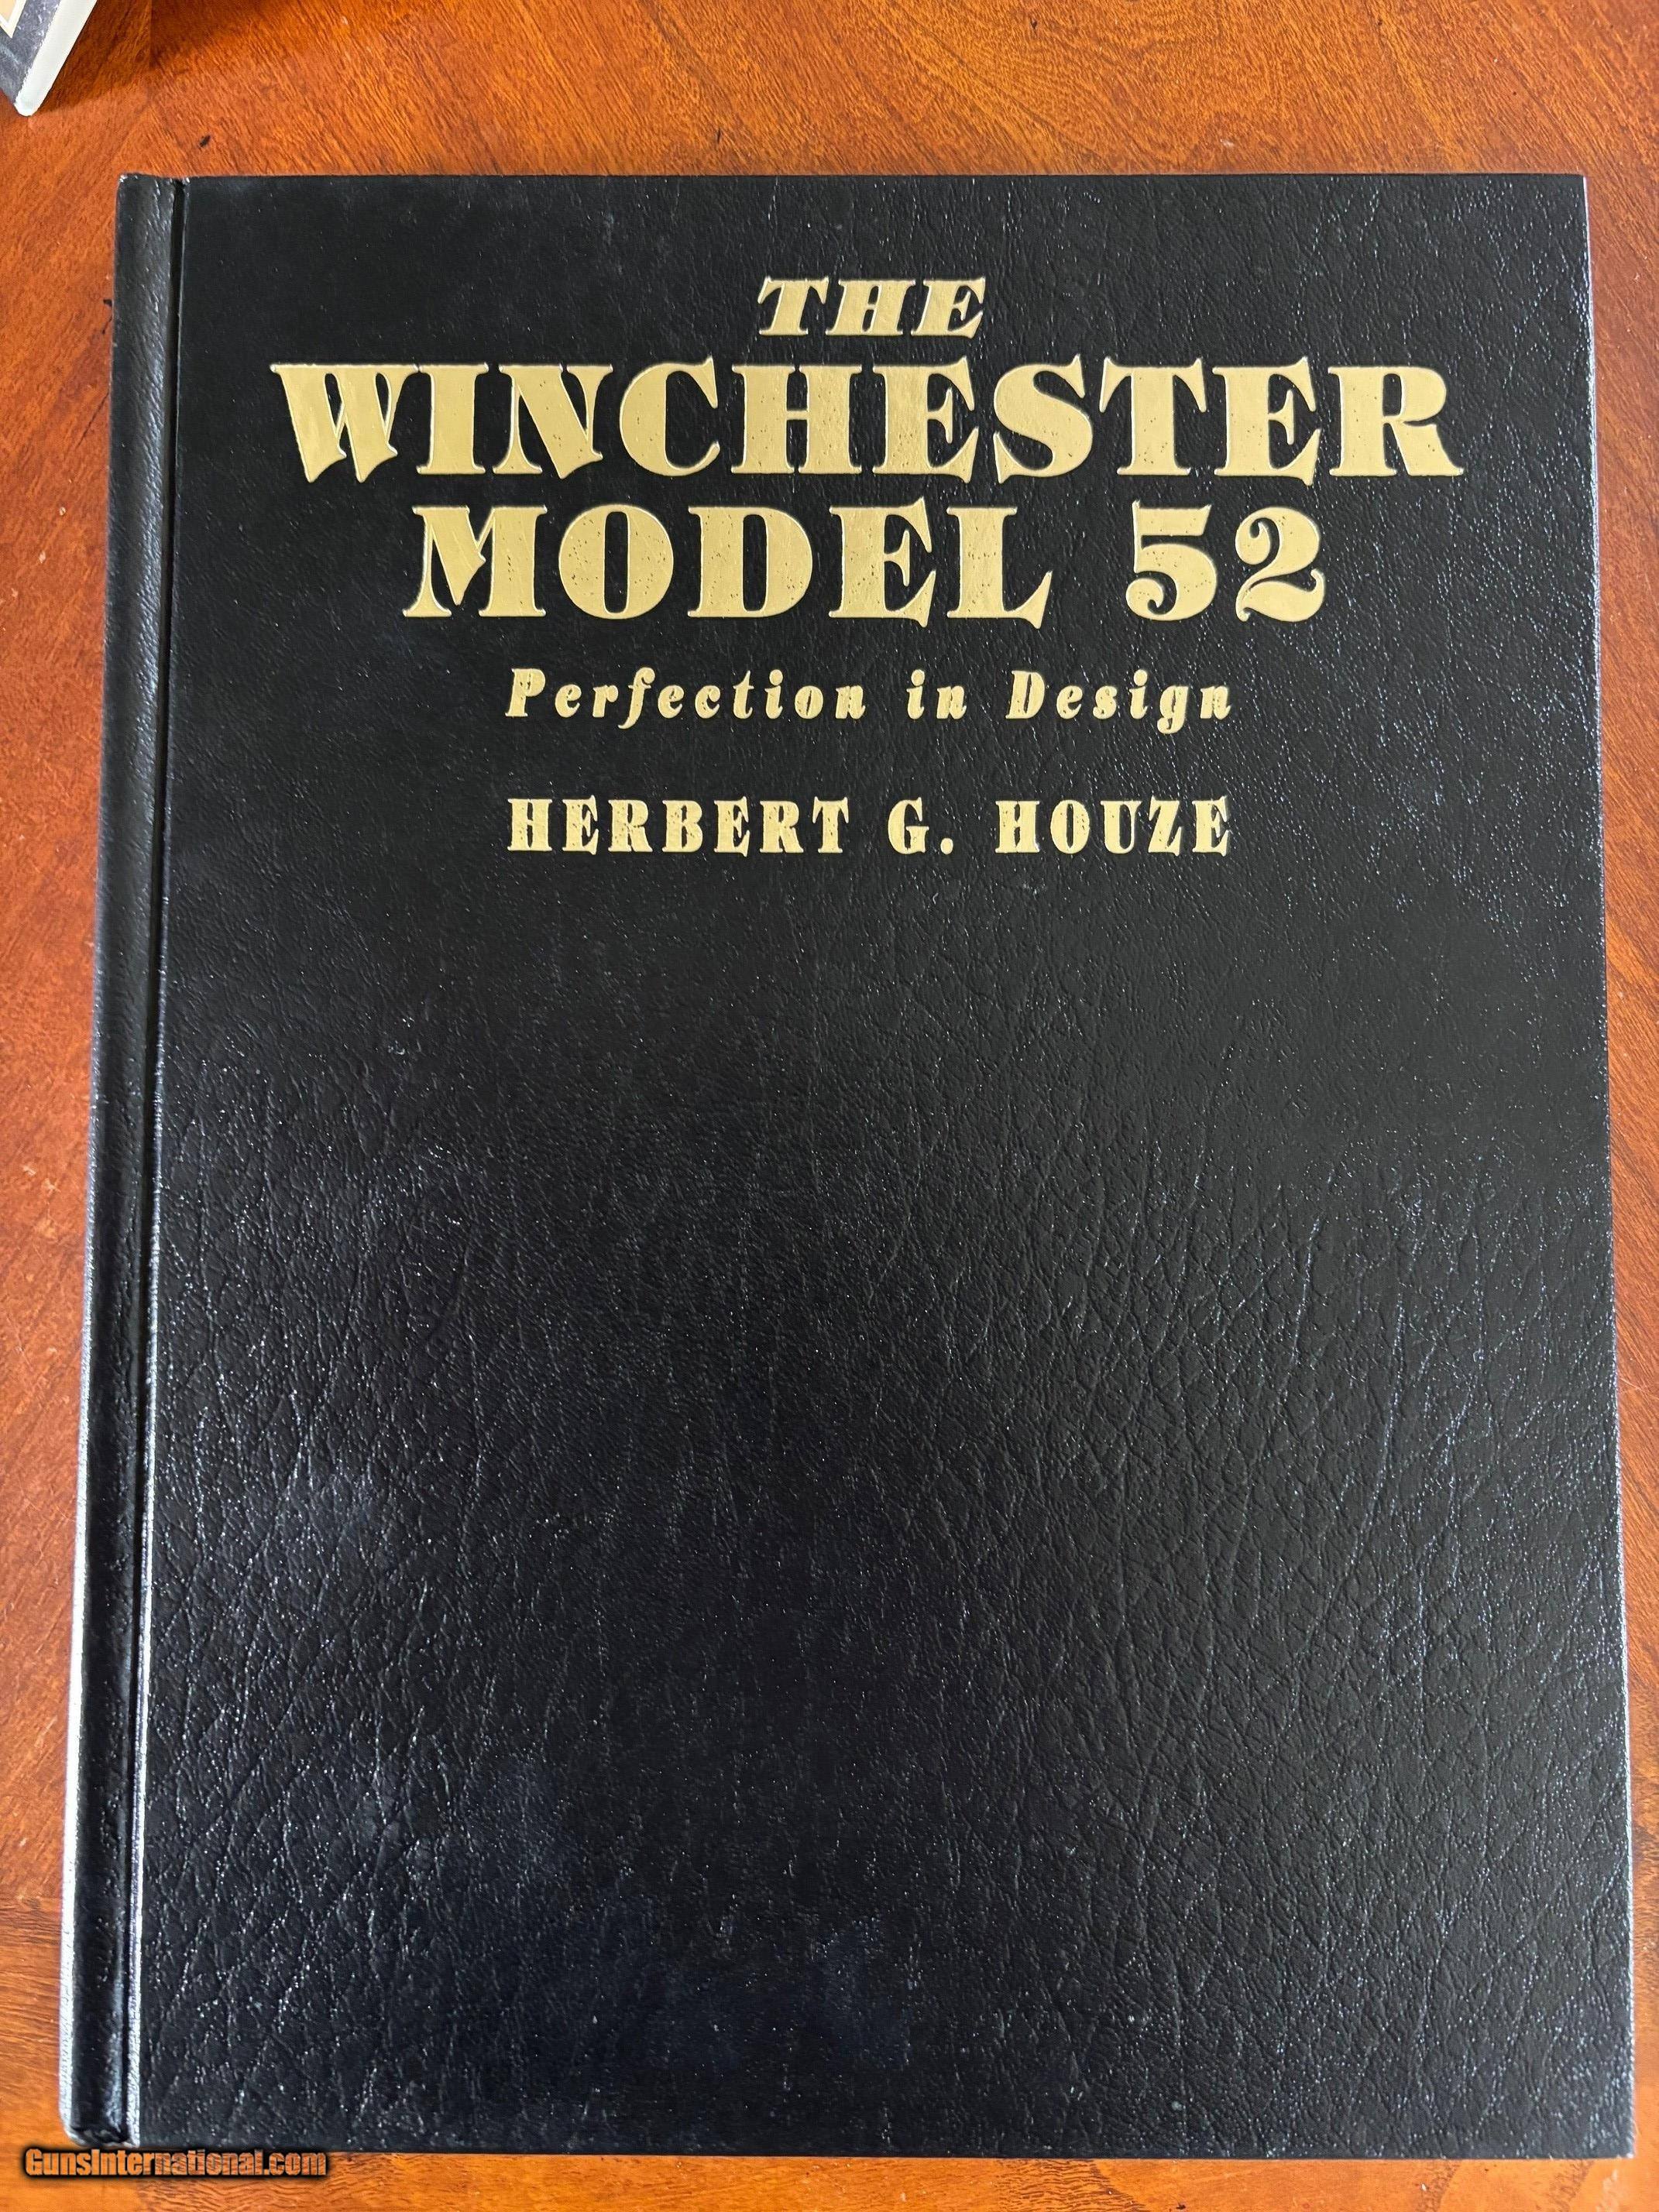 THE
WINCHESTER
MODEL 52
Perfection in Design
HERBERT G. HOUZE
GunsInternational.com